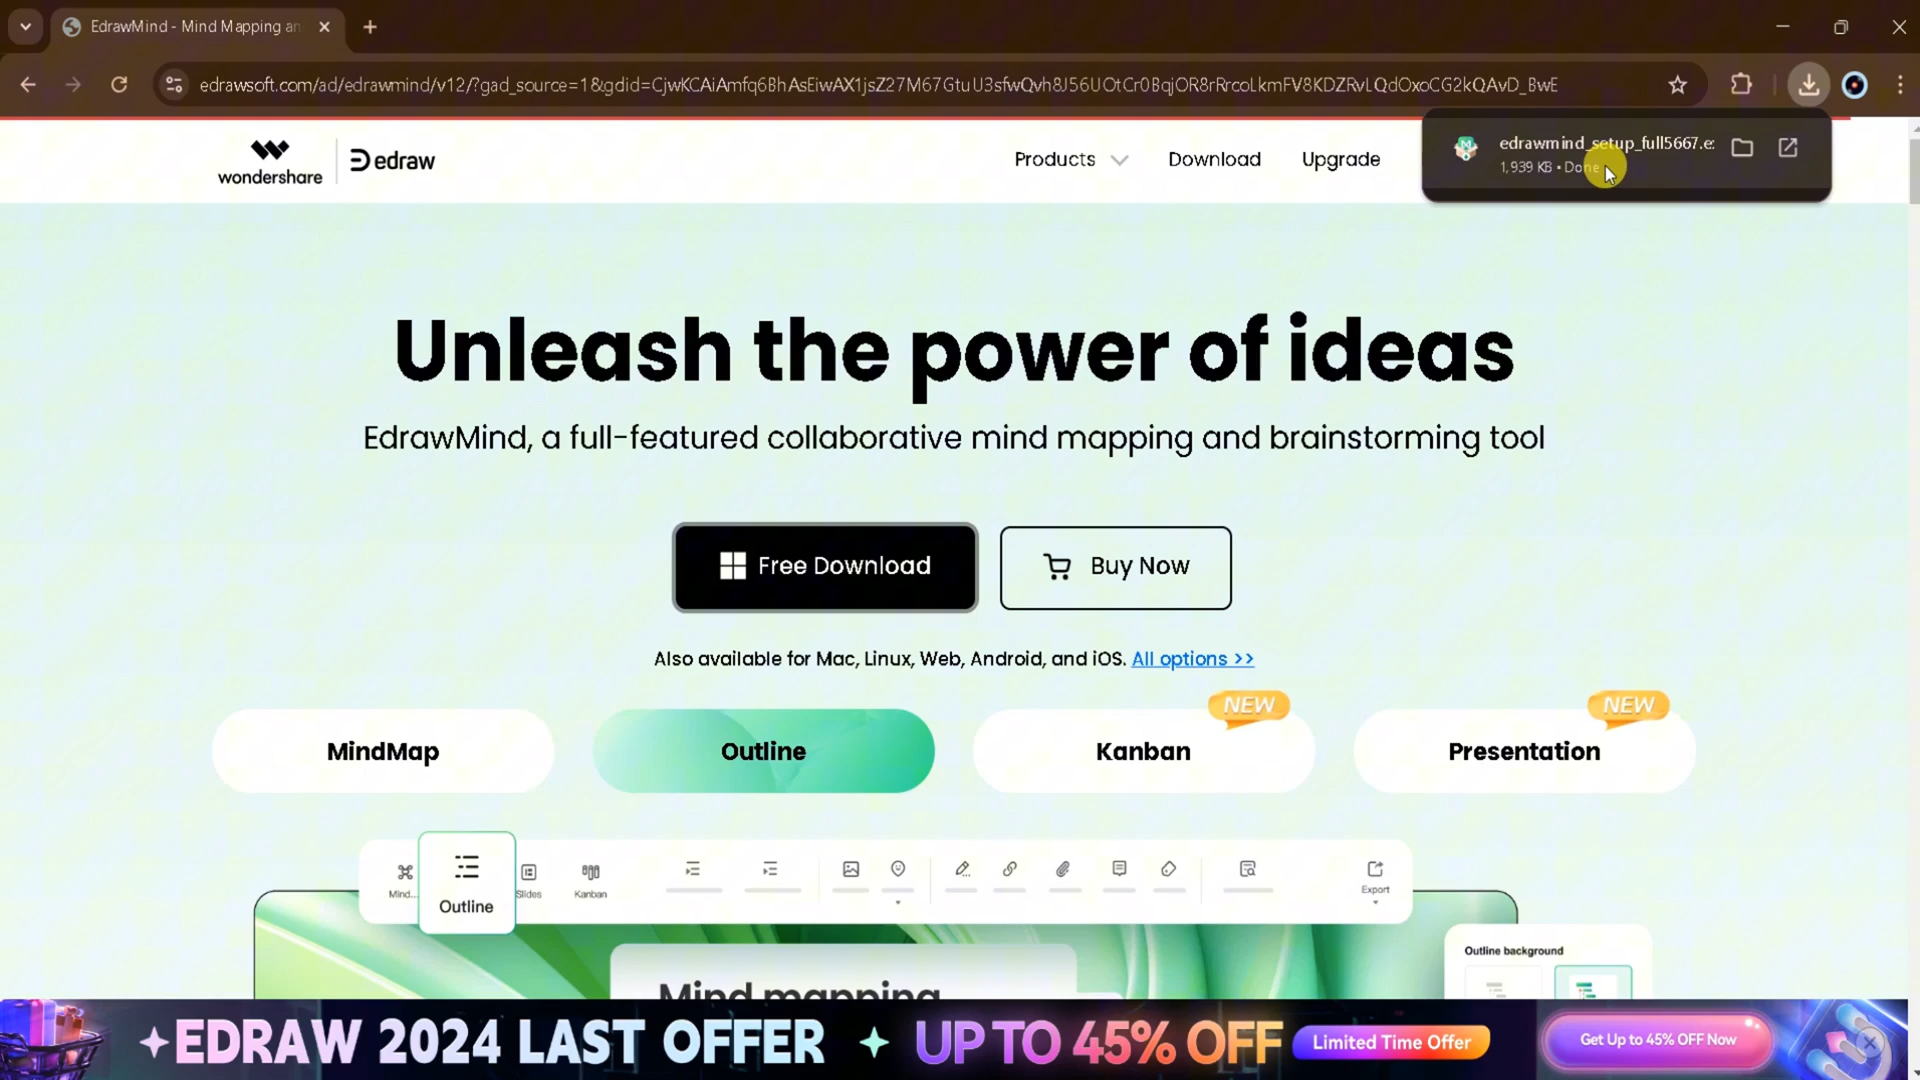 EdrawMind - Mind Mapping an
edrawsoft.com/ad/edrawmind/v12/?gad_source=1&gdid=CjwKCAiAmfq6BhAsEiwAX1jsZ27M67GtuU3sfwQvh8J56UOtCr0BqjOR8rRrcoLkmFV8KDZRvLQdOxoCG2kQAvD_BwE
wondershare
edraw
Products
Download
Upgrade
edrawmind_setup_full5667.e
1,939 KB • Done
Unleash the power of ideas
EdrawMind, a full-featured collaborative mind mapping and brainstorming tool
Free Download
Buy Now
Also available for Mac, Linux, Web, Android, and iOS. All options >>
NEW
NEW
MindMap
Outline
Kanban
Presentation
Mind...
Outline
Slides
Kanban
Export
Outline background
Mind mapping
EDRAW 2024 LAST OFFER
UP TO 45% OFF
Limited Time Offer
Get Up to 45% OFF Now